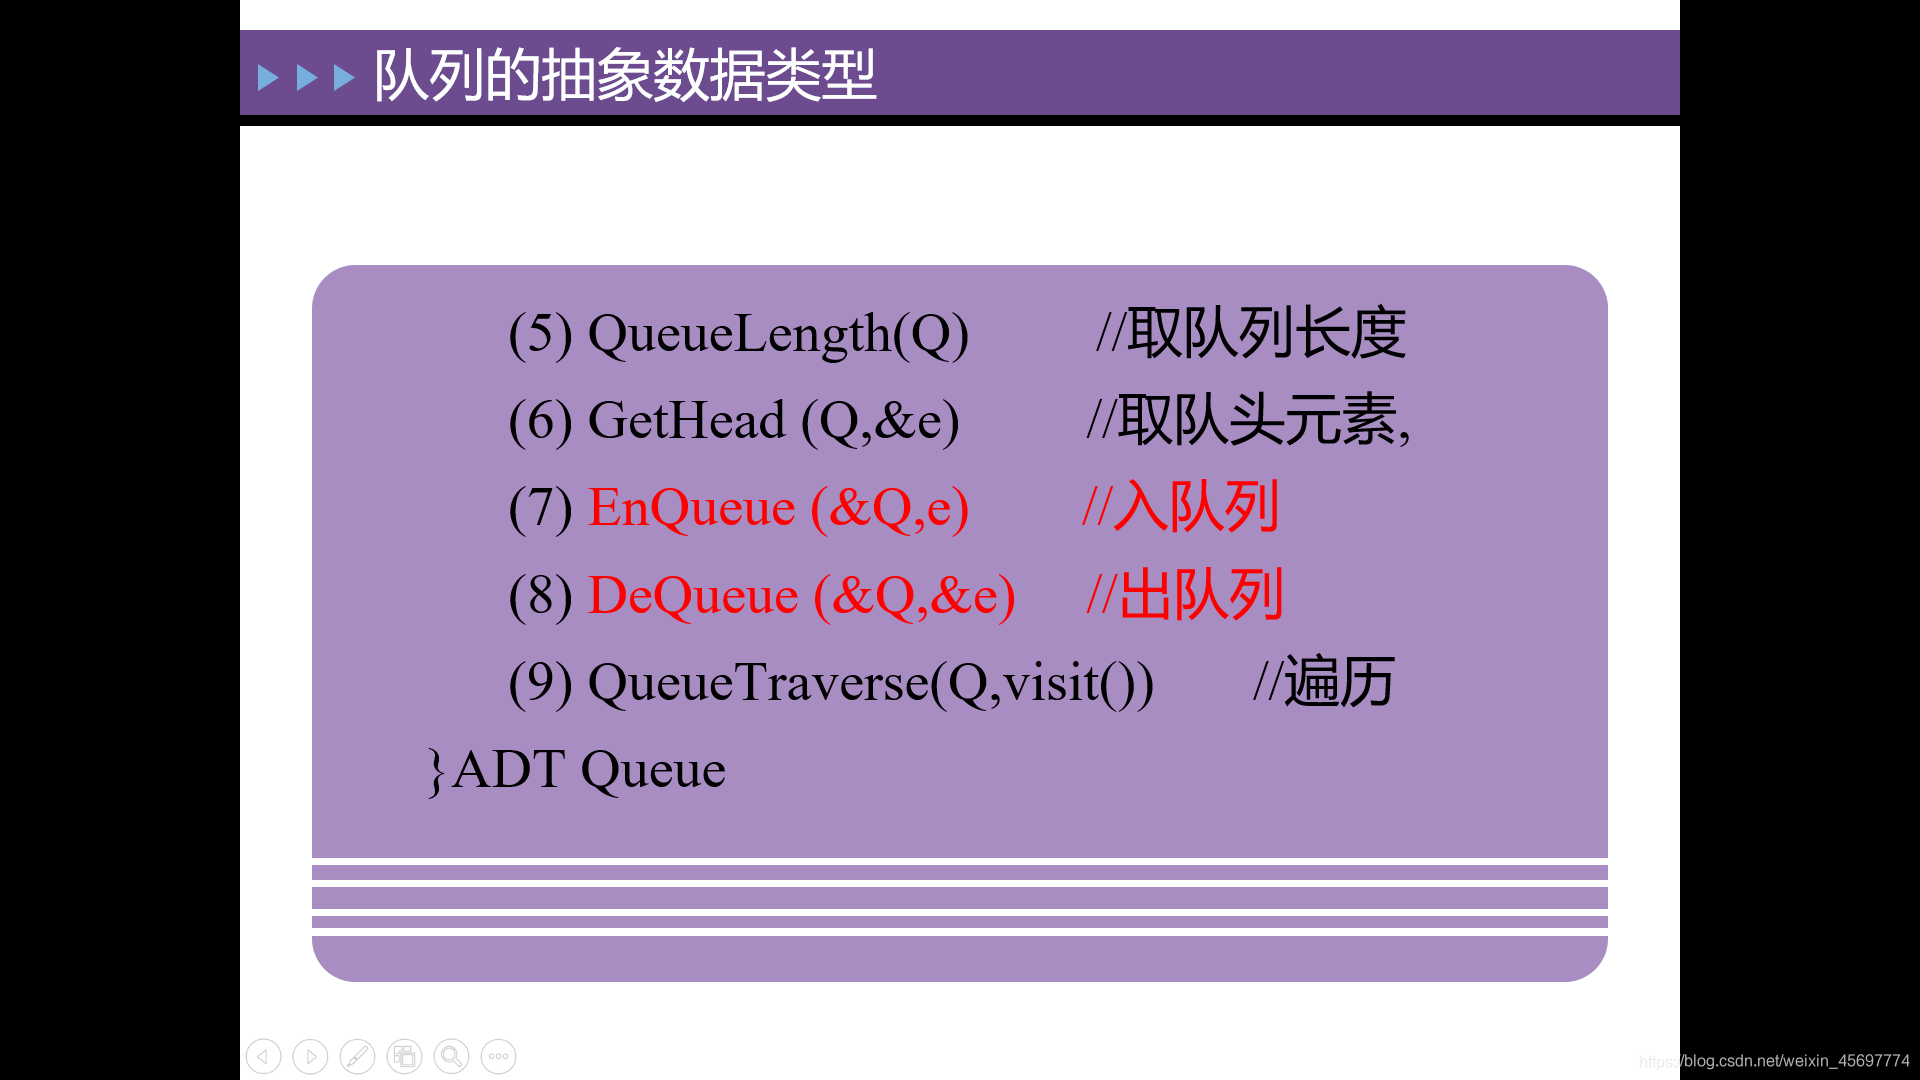 队列的抽象数据类型
(5) QueueLength(Q) //取队列长度
(6) GetHead (Q,&e) //取队头元素,
(7) EnQueue (&Q,e) //入队列
(8) DeQueue (&Q,&e) //出队列
(9) QueueTraverse(Q,visit()) //遍历
}ADT Queue
https://blog.csdn.net/weixin_45697774